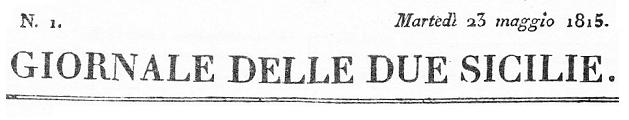 N. 1. Martedì 23 maggio 1815.
GIORNALE DELLE DUE SICILIE.